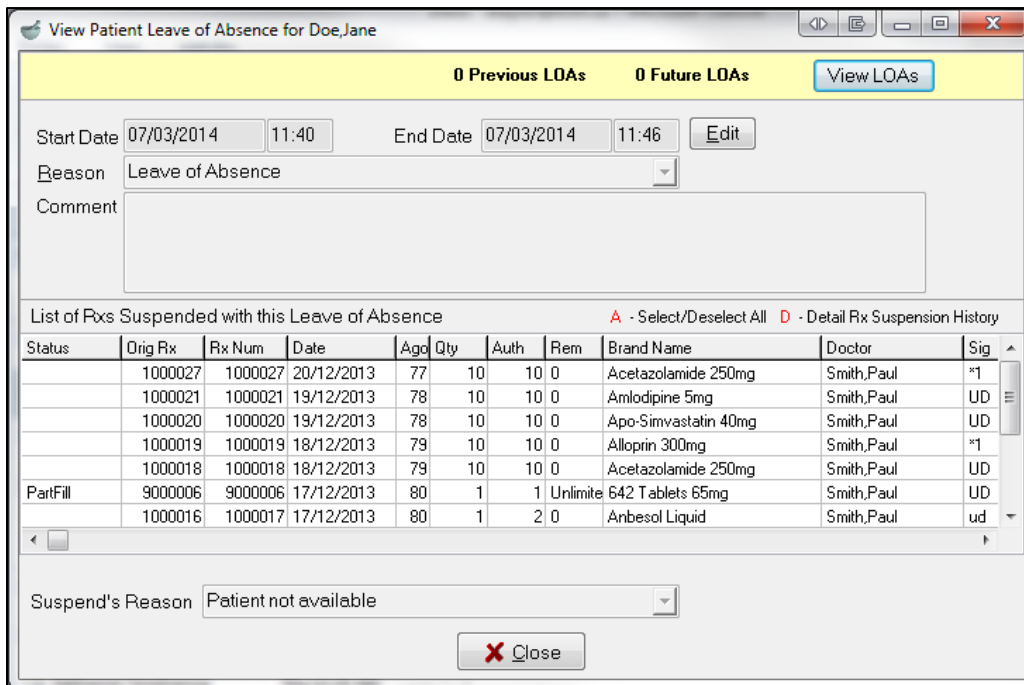 View Patient Leave of Absence for Doe,Jane
0 Previous LOAs 0 Future LOAs View LOAs
Start Date 07/03/2014 11:40 End Date 07/03/2014 11:46 Edit
Reason Leave of Absence
Comment
List of Rxs Suspended with this Leave of Absence A - Select/Deselect All D - Detail Rx Suspension History
Status Orig Rx Rx Num Date Ago Qty Auth Rem Brand Name Doctor Sig
1000027 1000027 20/12/2013 77 10 10 0 Acetazolamide 250mg Smith,Paul *1
1000021 1000021 19/12/2013 78 10 10 0 Amlodipine 5mg Smith,Paul UD
1000020 1000020 19/12/2013 78 10 10 0 Apo-Simvastatin 40mg Smith,Paul UD
1000019 1000019 18/12/2013 79 10 10 0 Alloprin 300mg Smith,Paul *1
1000018 1000018 18/12/2013 79 10 10 0 Acetazolamide 250mg Smith,Paul UD
PartFill 9000006 9000006 17/12/2013 80 1 1 Unlimite 642 Tablets 65mg Smith,Paul UD
1000016 1000017 17/12/2013 80 1 2 0 Anbesol Liquid Smith,Paul ud
Suspend's Reason Patient not available
Close